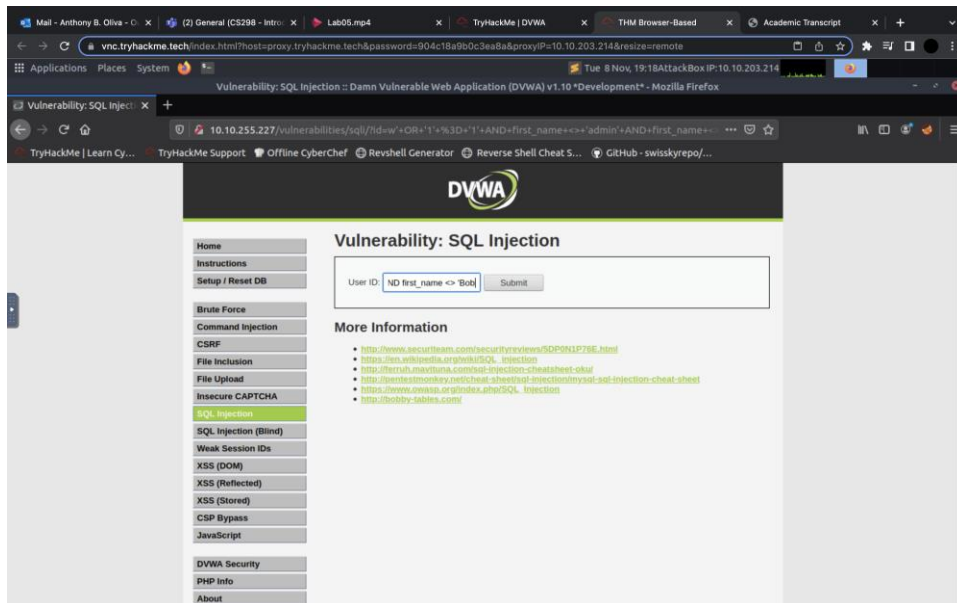 Mail - Anthony B. Oliva - O
(2) General (CS298 - Introd
Lab05.mp4
TryHackMe | DVWA
THM Browser-Based
Academic Transcript
vnc.tryhackme.tech/index.html?host=proxy.tryhackme.tech&password=904c18a9b0c3ea8a&proxyIP=10.10.203.214&resize=remote
Applications Places System
Tue 8 Nov, 19:18 AttackBox IP:10.10.203.214
Vulnerability: SQL Injection :: Damn Vulnerable Web Application (DVWA) v1.10 *Development* - Mozilla Firefox
Vulnerability: SQL Injecti
10.10.255.227/vulnerabilities/sqli/?id=w'+OR+'1'+%3D+'1'+AND+first_name+<>+'admin'+AND+first_name+<
TryHackMe | Learn Cy...
TryHackMe Support
Offline CyberChef
Revshell Generator
Reverse Shell Cheat S...
GitHub - swisskyrepo/...
DVWA
Vulnerability: SQL Injection
User ID: ND first_name <> 'Bob Submit
More Information
http://www.securiteam.com/securityreviews/5DP0N1P76E.html
https://en.wikipedia.org/wiki/SQL_injection
http://ferruh.mavituna.com/sql-injection-cheatsheet-oku/
http://pentestmonkey.net/cheat-sheet/sql-injection/mysql-sql-injection-cheat-sheet
https://www.owasp.org/index.php/SQL_Injection
http://bobby-tables.com/
Home
Instructions
Setup / Reset DB
Brute Force
Command Injection
CSRF
File Inclusion
File Upload
Insecure CAPTCHA
SQL Injection
SQL Injection (Blind)
Weak Session IDs
XSS (DOM)
XSS (Reflected)
XSS (Stored)
CSP Bypass
JavaScript
DVWA Security
PHP Info
About